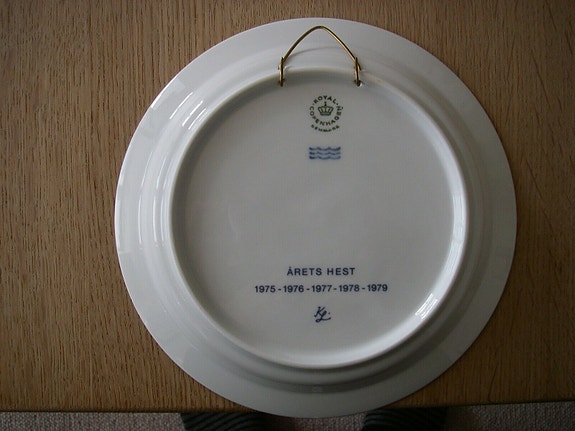 ROYAL
COPENHAGEN
DENMARK
ÅRETS HEST
1975-1976-1977-1978-1979